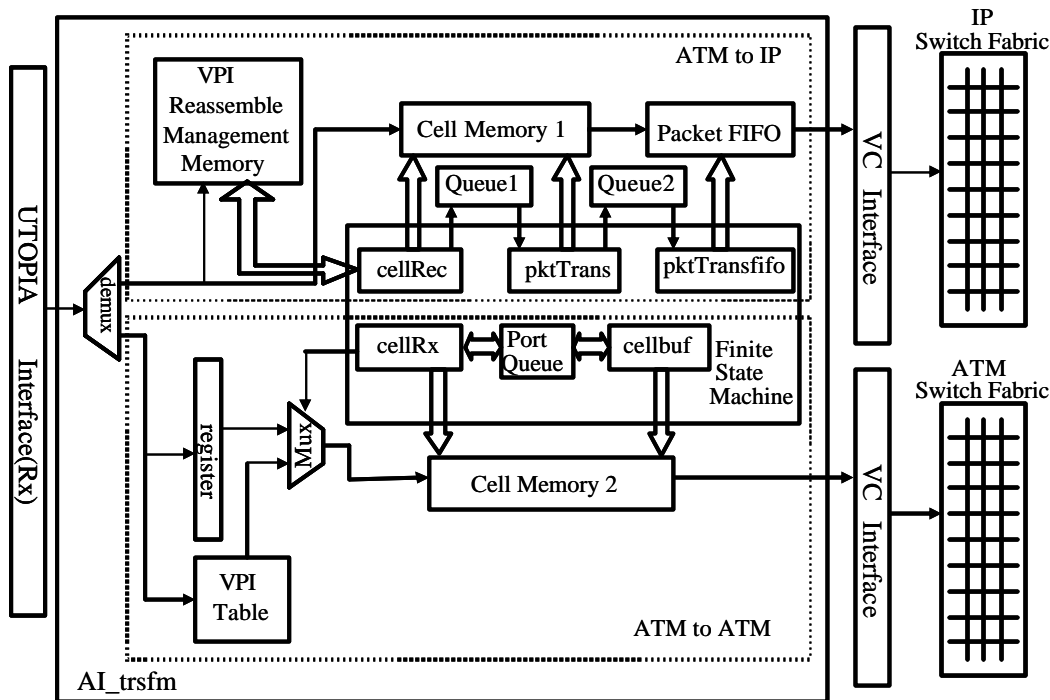 IP
Switch Fabric
ATM to IP
VPI
Reassemble
Management
Memory
Cell Memory 1
Packet FIFO
Queue1
Queue2
cellRec
pktTrans
pktTransfifo
UTOPIA Interface(Rx)
demux
VC Interface
cellRx
Port
Queue
cellbuf
Finite
State
Machine
ATM
Switch Fabric
register
Mux
Cell Memory 2
VC Interface
VPI
Table
ATM to ATM
AI_trsfm